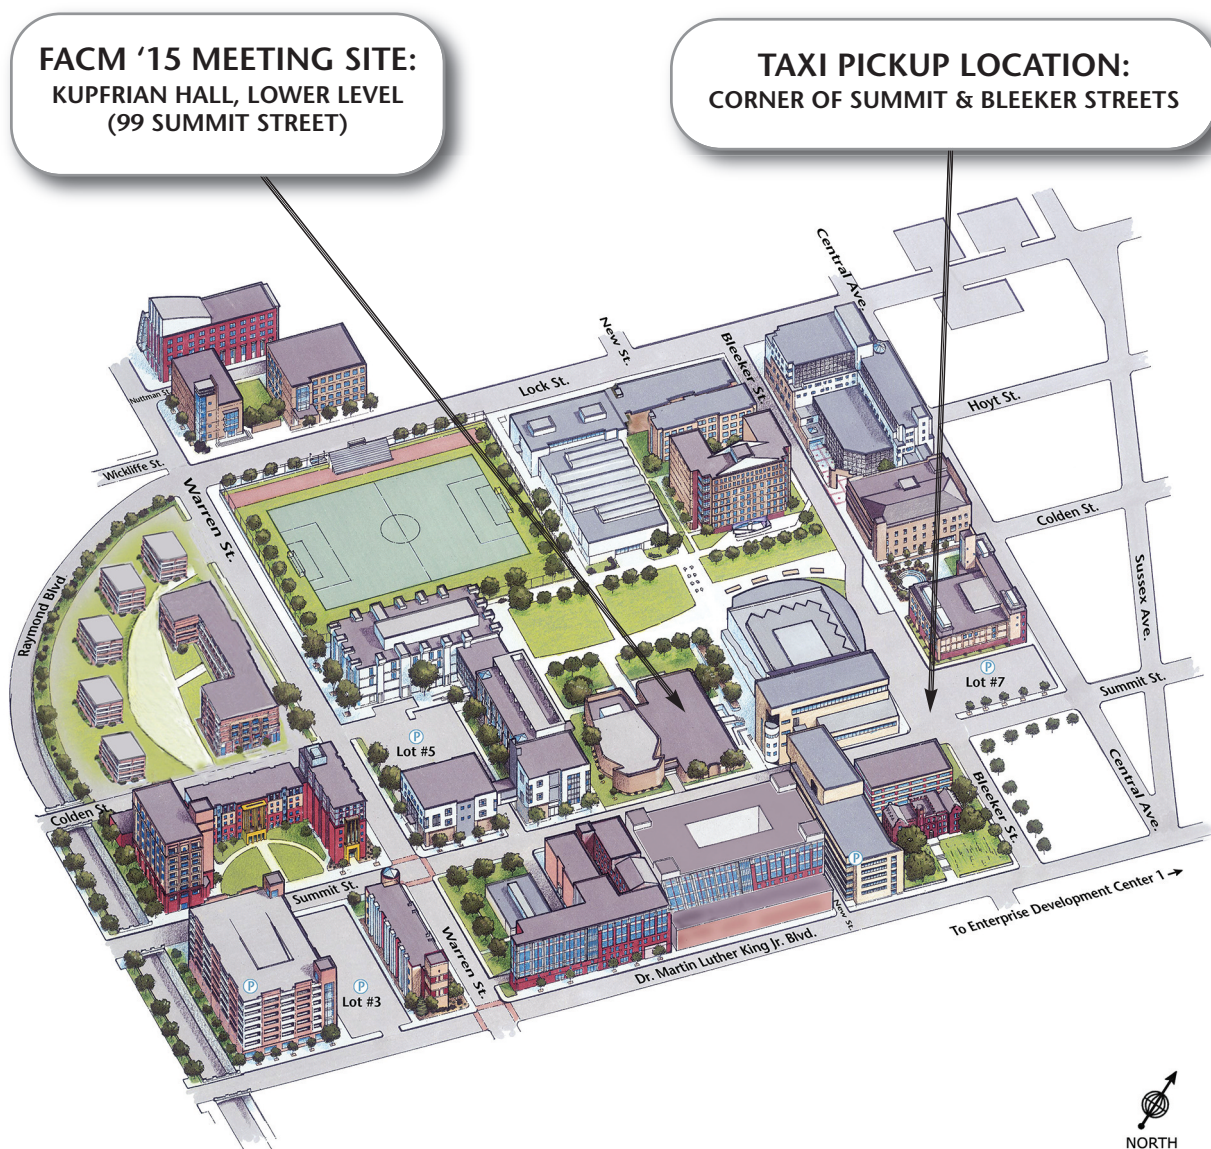 FACM ‘15 MEETING SITE:
KUPFRIAN HALL, LOWER LEVEL
(99 SUMMIT STREET)
TAXI PICKUP LOCATION:
CORNER OF SUMMIT & BLEEKER STREETS
Central Ave.
New St.
Bleeker St.
Lock St.
Nuttman St.
Hoyt St.
Wickliffe St.
Warren St.
Colden St.
Sussex Ave.
Raymond Blvd.
P
Lot #7
Summit St.
P
Lot #5
Colden St.
Bleeker St.
Central Ave.
P
Summit St.
To Enterprise Development Center 1
New St.
Warren St.
Dr. Martin Luther King Jr. Blvd.
P
P
Lot #3
NORTH